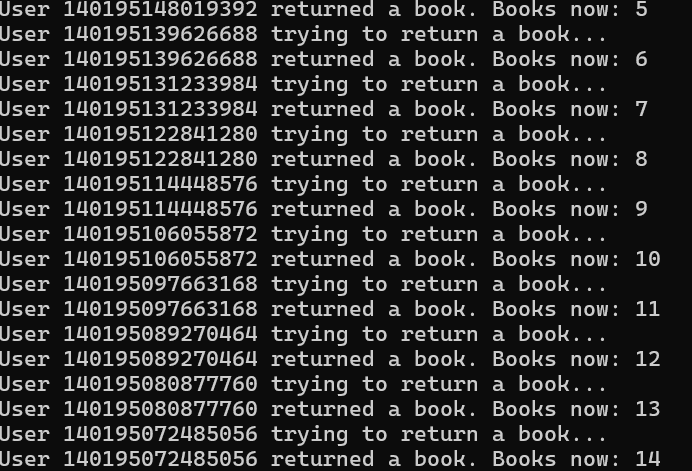 User 140195148019392 returned a book. Books now: 5
User 140195139626688 trying to return a book...
User 140195139626688 returned a book. Books now: 6
User 140195131233984 trying to return a book...
User 140195131233984 returned a book. Books now: 7
User 140195122841280 trying to return a book...
User 140195122841280 returned a book. Books now: 8
User 140195114448576 trying to return a book...
User 140195114448576 returned a book. Books now: 9
User 140195106055872 trying to return a book...
User 140195106055872 returned a book. Books now: 10
User 140195097663168 trying to return a book...
User 140195097663168 returned a book. Books now: 11
User 140195089270464 trying to return a book...
User 140195089270464 returned a book. Books now: 12
User 140195080877760 trying to return a book...
User 140195080877760 returned a book. Books now: 13
User 140195072485056 trying to return a book...
User 140195072485056 returned a book. Books now: 14